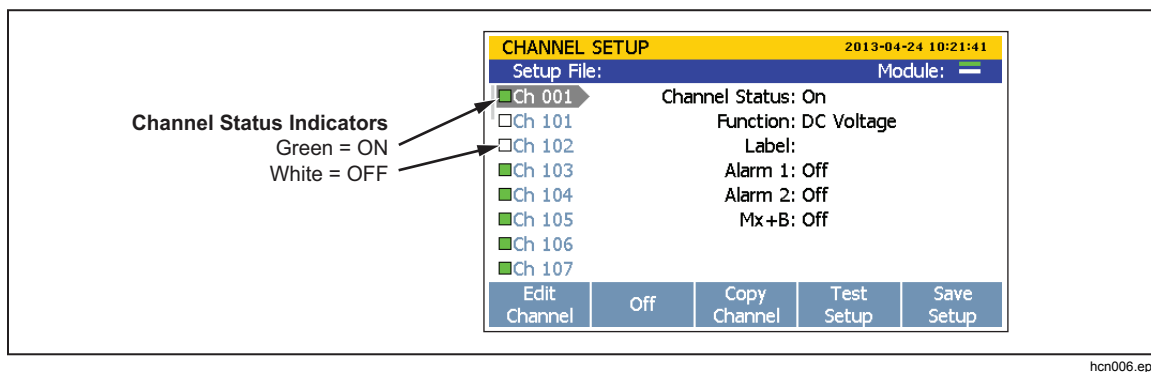 CHANNEL SETUP 2013-04-24 10:21:41
Setup File: Module:
Channel Status Indicators
Green = ON
White = OFF
Ch 001
Ch 101
Ch 102
Ch 103
Ch 104
Ch 105
Ch 106
Ch 107
Channel Status: On
Function: DC Voltage
Label:
Alarm 1: Off
Alarm 2: Off
Mx+B: Off
Edit Channel
Off
Copy Channel
Test Setup
Save Setup
hcn006.ep